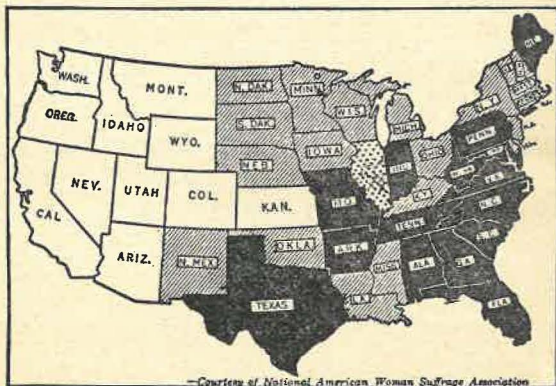 WASH.
MONT.
N. DAK.
MINN
OREG.
IDAHO
WIS
MICH
N.Y.
ME.
WYO.
S. DAK.
IOWA
PENN.
NEB
NEV.
UTAH
COL.
KAN.
MO.
IND.
OHIO
KY.
CAL
ARIZ.
N. MEX
OKLA
ARK.
TENN.
N.C.
S.C.
TEXAS
LA
MISS
ALA
GA.
FLA
—Courtesy of National American Woman Suffrage Association